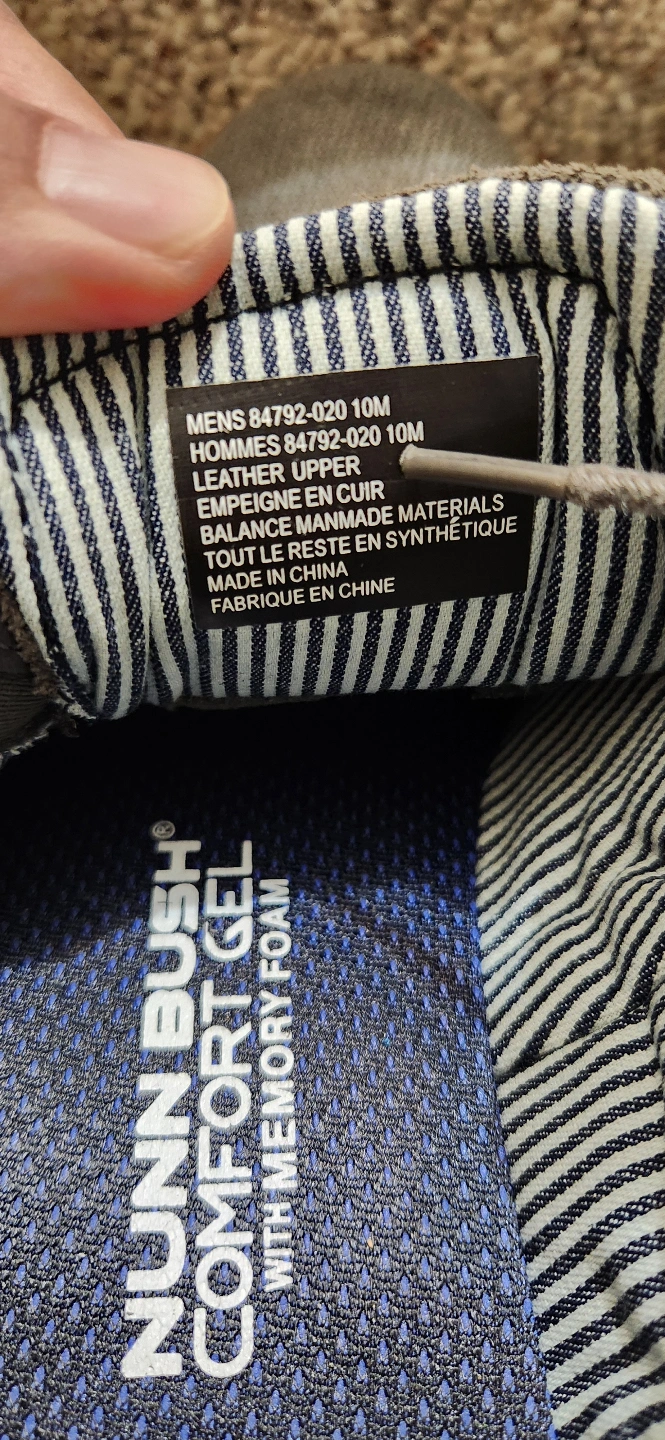 MENS 84792-020 10M
HOMMES 84792-020 10M
LEATHER UPPER
EMPEIGNE EN CUIR
BALANCE MANMADE MATERIALS
TOUT LE RESTE EN SYNTHÉTIQUE
MADE IN CHINA
FABRIQUE EN CHINE
NUNN BUSH®
COMFORT GEL
WITH MEMORY FOAM